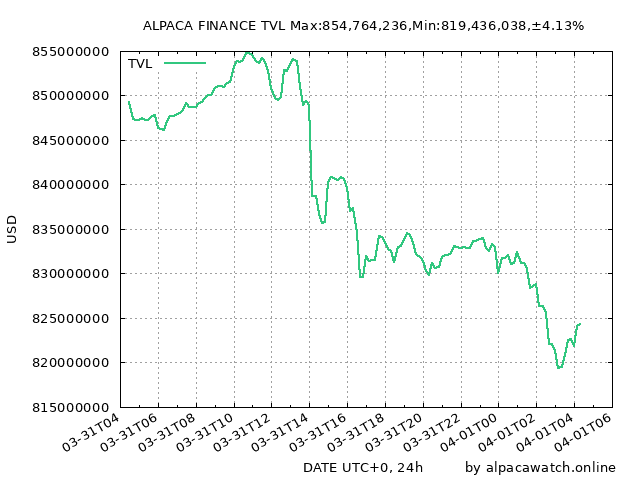 ALPACA FINANCE TVL Max:854,764,236,Min:819,436,038,±4.13%
TVL
855000000
850000000
845000000
840000000
835000000
830000000
825000000
820000000
815000000
USD
03-31T04
03-31T06
03-31T08
03-31T10
03-31T12
03-31T14
03-31T16
03-31T18
03-31T20
03-31T22
04-01T00
04-01T02
04-01T04
04-01T06
DATE UTC+0, 24h
by alpacawatch.online